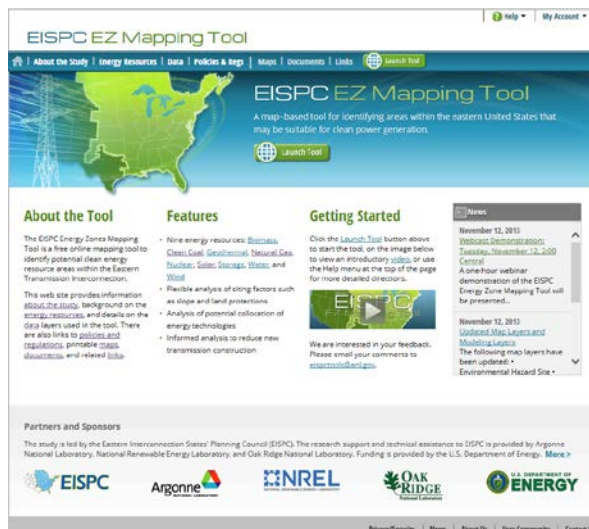 Help
My Account
EISPC EZ Mapping Tool
About the Study | Energy Resources | Data | Policies & Regs | Maps | Documents | Links
Launch Tool
EISPC EZ Mapping Tool
A map-based tool for identifying areas within the eastern United States that
may be suitable for clean power generation.
Launch Tool
About the Tool
The EISPC Energy Zones Mapping
Tool is a free online mapping tool to
identify potential clean energy
resource areas within the Eastern
Transmission Interconnection.
This web site provides information
about the study, background on the
energy resources, and details on the
data layers used in the tool. There
are also links to policies and
regulations, printable maps,
documents, and related links.
Features
• Nine energy resources: Biomass,
Clean Coal, Geothermal, Natural Gas,
Nuclear, Solar, Storage, Water, and
Wind
• Flexible analysis of siting factors such
as slope and land protections
• Analysis of potential collocation of
energy technologies
• Informed analysis to reduce new
transmission construction
Getting Started
Click the Launch Tool button above
to start the tool, on the image below
to view an introductory video, or use
the Help menu at the top of the page
for more detailed directions.
EISPC
We are interested in your feedback.
Please email your comments to
eispctools@anl.gov.
News
November 12, 2013
Webcast Demonstration:
Tuesday, November 12, 2:00
Central
A one-hour webinar
demonstration of the EISPC
Energy Zone Mapping Tool will
be presented...
November 12, 2013
Updated Map Layers and
Modeling Layers
The following map layers have
been updated: •
Environmental Hazard Site •
Partners and Sponsors
The study is led by the Eastern Interconnection States' Planning Council (EISPC). The research support and technical assistance to EISPC is provided by Argonne
National Laboratory, National Renewable Energy Laboratory, and Oak Ridge National Laboratory. Funding is provided by the U.S. Department of Energy. More >
EISPC
Argonne
NATIONAL LABORATORY
NREL
NATIONAL RENEWABLE ENERGY LABORATORY
OAK
RIDGE
National Laboratory
U.S. DEPARTMENT OF
ENERGY